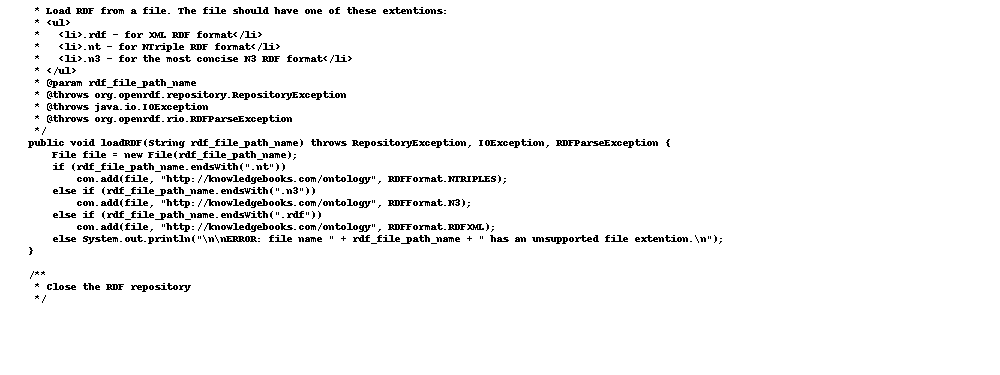 * Load RDF from a file. The file should have one of these extentions:
* <ul>
*   <li>.rdf - for XML RDF format</li>
*   <li>.nt - for NTriple RDF format</li>
*   <li>.n3 - for the most concise N3 RDF format</li>
* </ul>
* @param rdf_file_path_name
* @throws org.openrdf.repository.RepositoryException
* @throws java.io.IOException
* @throws org.openrdf.rio.RDFParseException
*/
public void loadRDF(String rdf_file_path_name) throws RepositoryException, IOException, RDFParseException {
    File file = new File(rdf_file_path_name);
    if (rdf_file_path_name.endsWith(".nt"))
        con.add(file, "http://knowledgebooks.com/ontology", RDFFormat.NTRIPLES);
    else if (rdf_file_path_name.endsWith(".n3"))
        con.add(file, "http://knowledgebooks.com/ontology", RDFFormat.N3);
    else if (rdf_file_path_name.endsWith(".rdf"))
        con.add(file, "http://knowledgebooks.com/ontology", RDFFormat.RDFXML);
    else System.out.println("\n\nERROR: file name " + rdf_file_path_name + " has an unsupported file extention.\n");
}
/**
* Close the RDF repository
*/